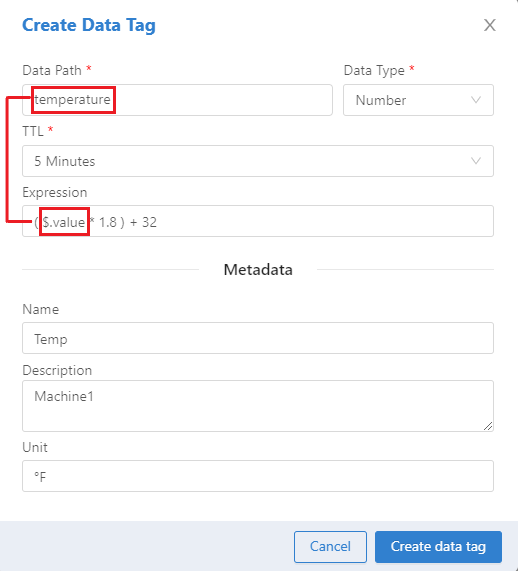 Create Data Tag
Data Path * Data Type *
temperature Number
TTL *
5 Minutes
Expression
( $.value * 1.8 ) + 32
Metadata
Name
Temp
Description
Machine1
Unit
°F
Cancel Create data tag